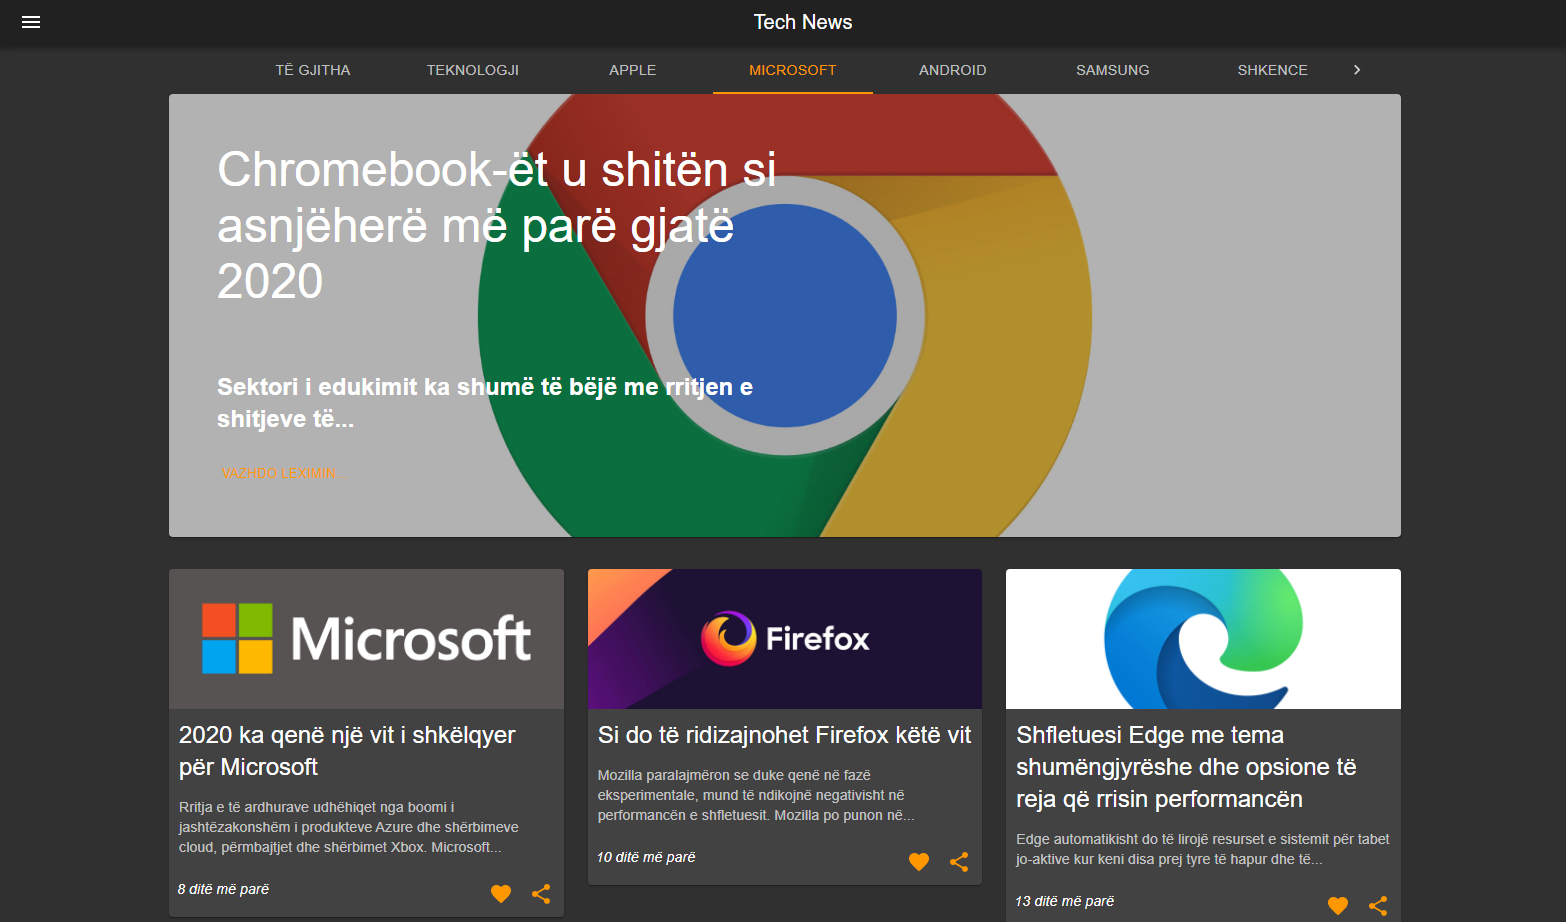 Tech News
TË GJITHA
TEKNOLOGJI
APPLE
MICROSOFT
ANDROID
SAMSUNG
SHKENCE
Chromebook-ët u shitën si
asnjëherë më parë gjatë
2020
Sektori i edukimit ka shumë të bëjë me rritjen e
shitjeve të...
VAZHDO LEXIMIN
Microsoft
2020 ka qenë një vit i shkëlqyer
për Microsoft
Rritja e të ardhurave udhëhiqet nga boomi i
jashtëzakonshëm i produkteve Azure dhe shërbimeve
cloud, përmbajtjet dhe shërbimet Xbox. Microsoft...
8 ditë më parë
Firefox
Si do të ridizajnohet Firefox këtë vit
Mozilla paralajmëron se duke qenë në fazë
eksperimentale, mund të ndikojnë negativisht në
performancën e shfletuesit. Mozilla po punon në...
10 ditë më parë
Shfletuesi Edge me tema
shumëngjyrëshe dhe opsione të
reja që rrisin performancën
Edge automatikisht do të lirojë resurset e sistemit për tabet
jo-aktive kur keni disa prej tyre të hapur dhe të...
13 ditë më parë